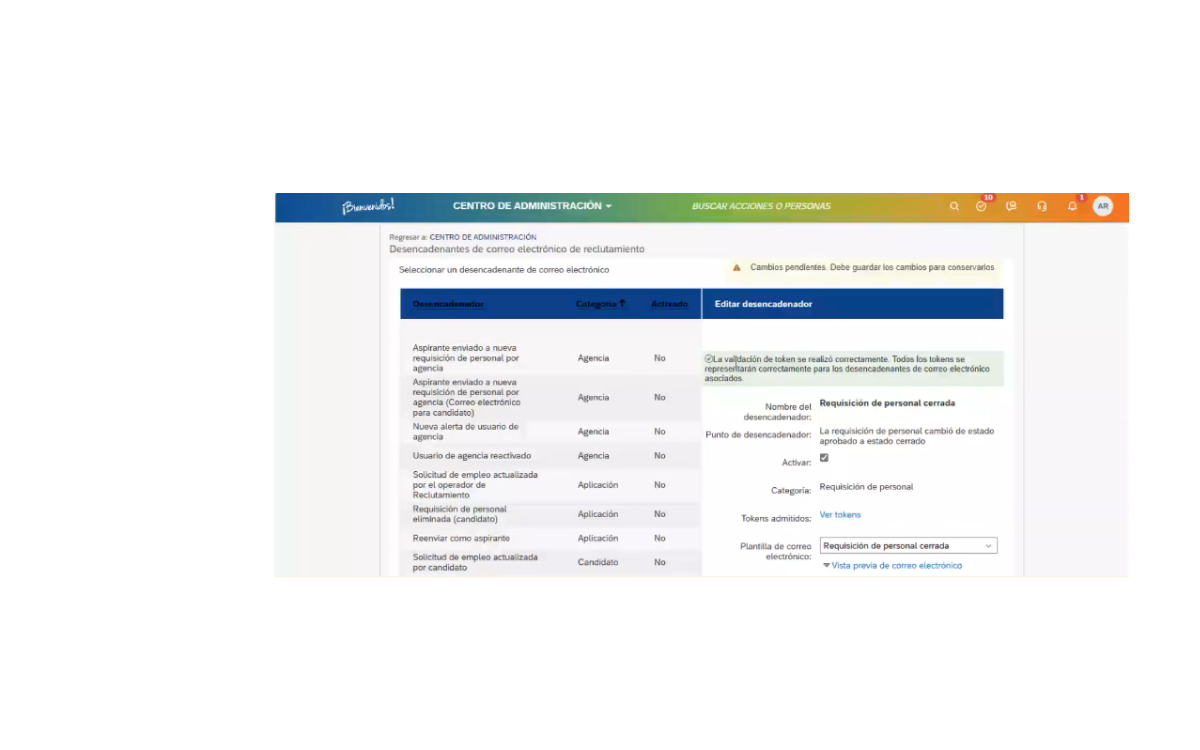 ¡Bienvenidos!
CENTRO DE ADMINISTRACIÓN
BUSCAR ACCIONES O PERSONAS
10
1
AR
Regresar a: CENTRO DE ADMINISTRACIÓN
Desencadenantes de correo electrónico de reclutamiento
Seleccionar un desencadenante de correo electrónico
Cambios pendientes. Debe guardar los cambios para conservarlos
Desencadenador
Categoría ↑
Activado
Editar desencadenador
Aspirante enviado a nueva
requisición de personal por
agencia
Agencia
No
Aspirante enviado a nueva
requisición de personal por
agencia (Correo electrónico
para candidato)
Agencia
No
Nueva alerta de usuario de
agencia
Agencia
No
Usuario de agencia reactivado
Agencia
No
Solicitud de empleo actualizada
por el operador de
Reclutamiento
Aplicación
No
Requisición de personal
eliminada (candidato)
Aplicación
No
Reenviar como aspirante
Aplicación
No
Solicitud de empleo actualizada
por candidato
Candidato
No
La validación de token se realizó correctamente. Todos los tokens se
representarán correctamente para los desencadenantes de correo electrónico
asociados.
Nombre del
desencadenador:
Requisición de personal cerrada
Punto de desencadenador:
La requisición de personal cambió de estado
aprobado a estado cerrado
Activar:
Categoría:
Requisición de personal
Tokens admitidos:
Ver tokens
Plantilla de correo
electrónico:
Requisición de personal cerrada
Vista previa de correo electrónico